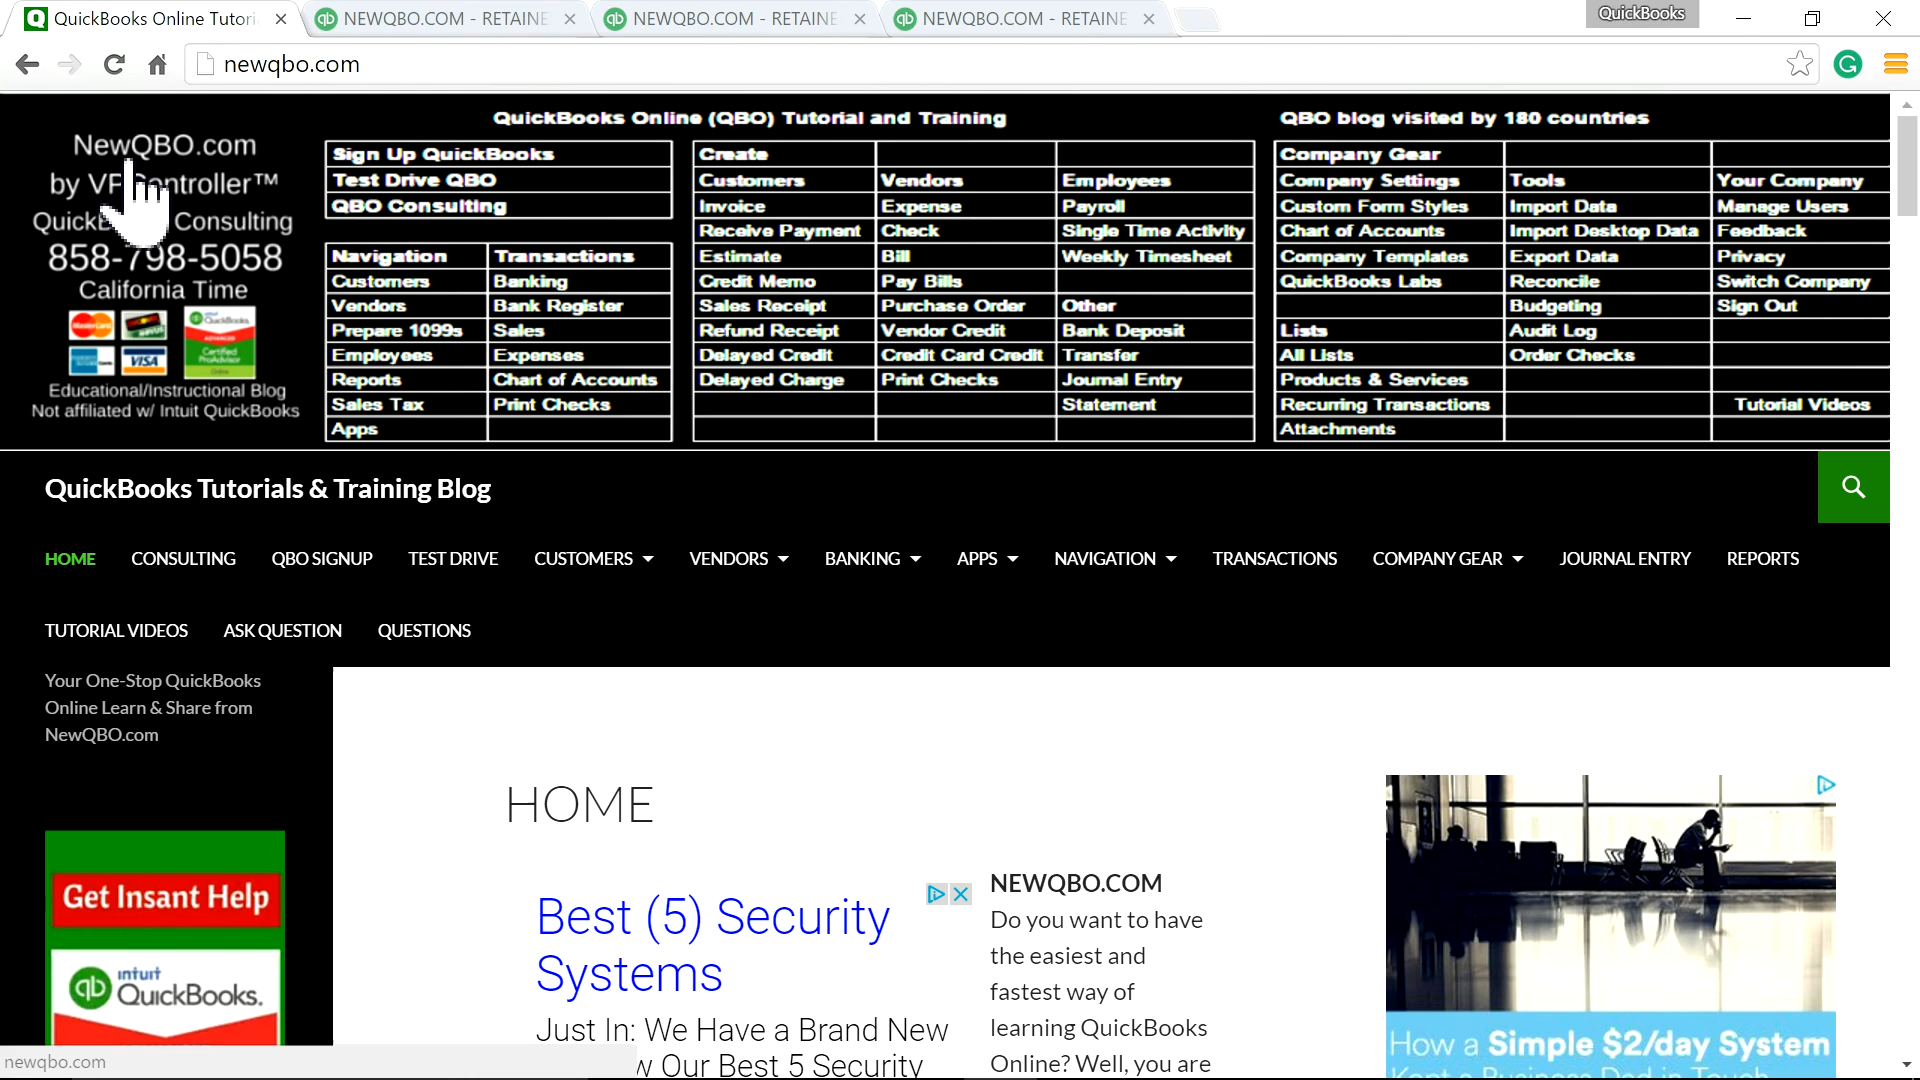 QuickBooks Online Tutori
NEWQBO.COM - RETAINE
NEWQBO.COM - RETAINE
NEWQBO.COM - RETAINE
QuickBooks
newqbo.com
NewQBO.com
QuickBooks Online (QBO) Tutorial and Training
QBO blog visited by 180 countries
Consulting
858-798-5058
California Time
Educational/Instructional Blog
Not affiliated w/ Intuit QuickBooks
Sign Up QuickBooks
Test Drive QBO
QBO Consulting
Navigation Transactions
Customers Banking
Vendors Bank Register
Prepare 1099s Sales
Employees Expenses
Reports Chart of Accounts
Sales Tax Print Checks
Apps
Create
Customers Vendors Employees
Invoice Expense Payroll
Receive Payment Check Single Time Activity
Estimate Bill Weekly Timesheet
Credit Memo Pay Bills
Sales Receipt Purchase Order Other
Refund Receipt Vendor Credit Bank Deposit
Delayed Credit Credit Card Credit Transfer
Delayed Charge Print Checks Journal Entry
Statement
Company Gear
Company Settings Tools Your Company
Custom Form Styles Import Data Manage Users
Chart of Accounts Import Desktop Data Feedback
Company Templates Export Data Privacy
QuickBooks Labs Reconcile Switch Company
Budgeting Sign Out
Lists Audit Log
All Lists Order Checks
Products & Services
Recurring Transactions Tutorial Videos
Attachments
QuickBooks Tutorials & Training Blog
HOME CONSULTING QBO SIGNUP TEST DRIVE CUSTOMERS VENDORS BANKING APPS NAVIGATION TRANSACTIONS COMPANY GEAR JOURNAL ENTRY REPORTS
TUTORIAL VIDEOS ASK QUESTION QUESTIONS
Your One-Stop QuickBooks
Online Learn & Share from
NewQBO.com
Get Insant Help
intuit
QuickBooks.
HOME
Best (5) Security
Systems
Just In: We Have a Brand New
w Our Best 5 Security
NEWQBO.COM
Do you want to have
the easiest and
fastest way of
learning QuickBooks
Online? Well, you are
How a Simple $2/day System
newqbo.com